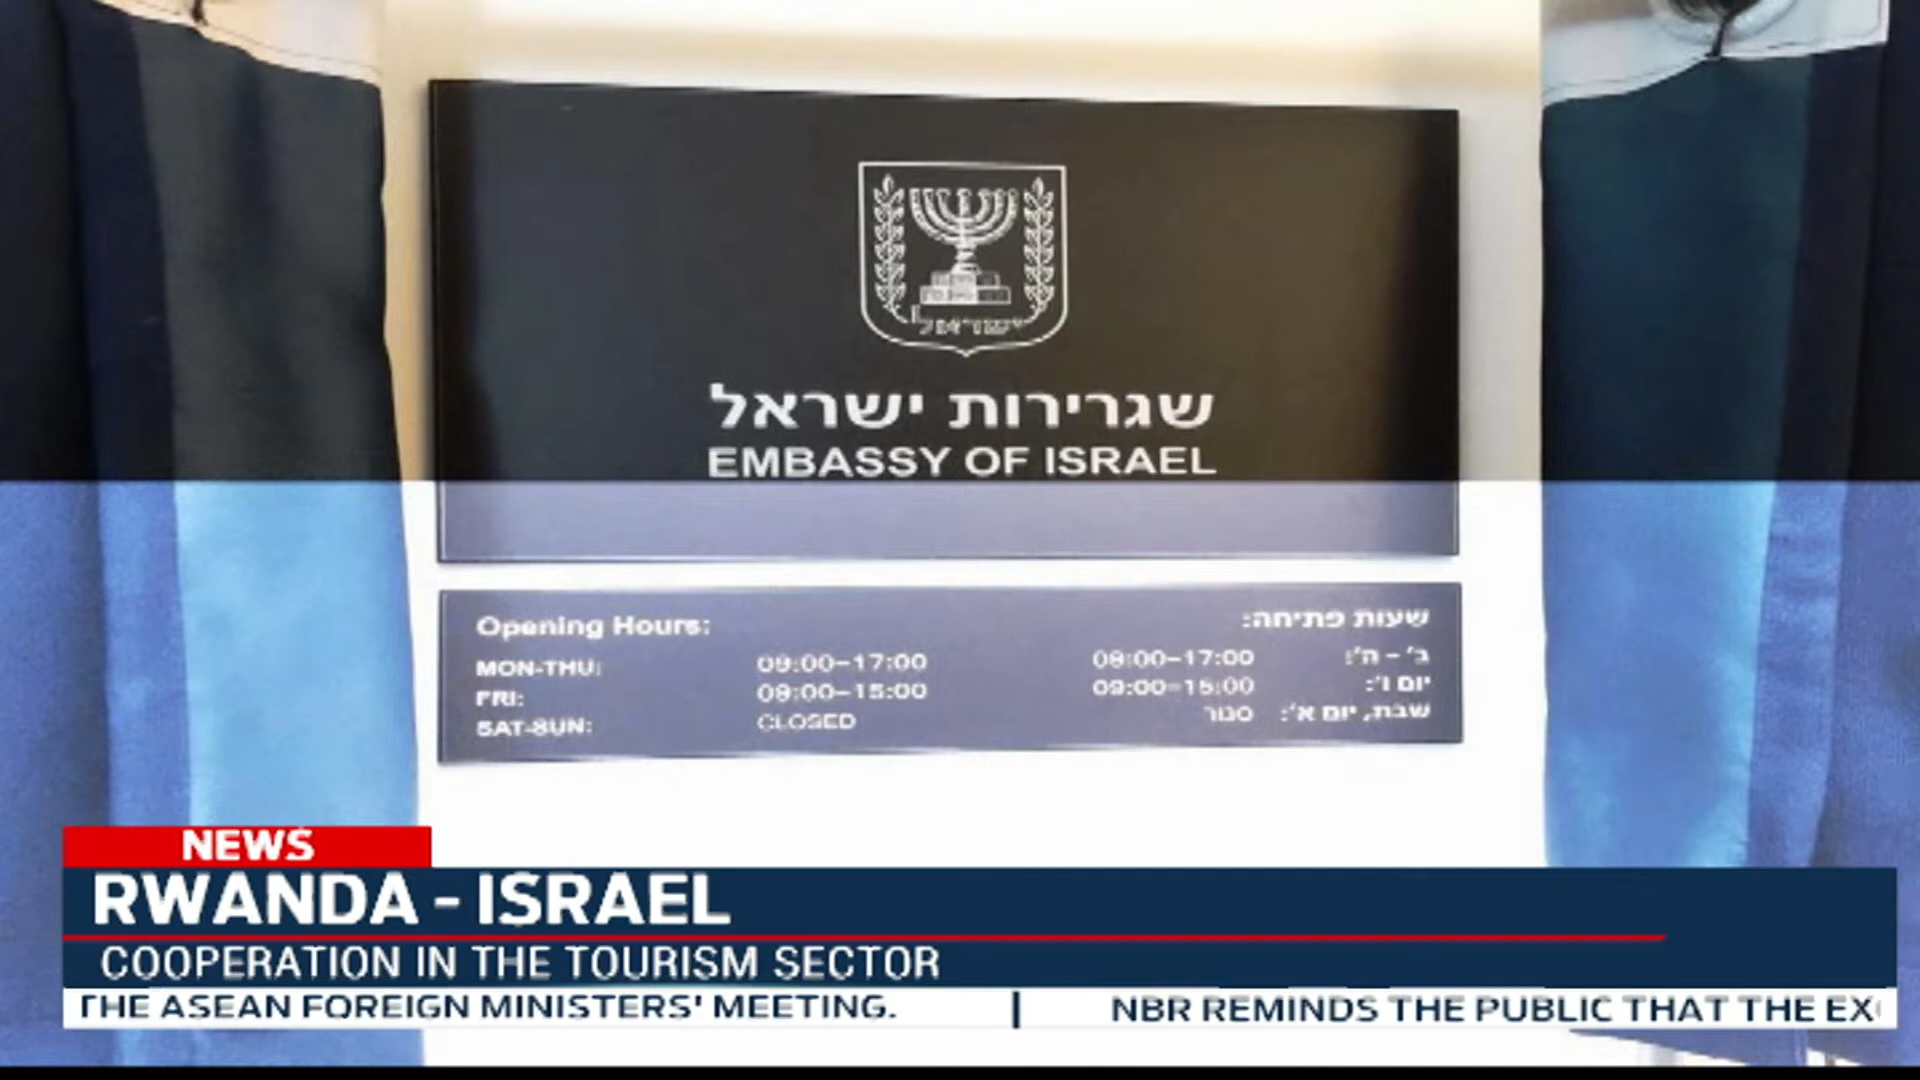 ישראל
שגרירות ישראל
EMBASSY OF ISRAEL
Opening Hours:
MON-THU: 09:00–17:00
FRI: 09:00–15:00
SAT-SUN: CLOSED
שעות פתיחה:
ב' – ה': 09:00–17:00
יום ו': 09:00–15:00
שבת, יום א': סגור
NEWS
RWANDA - ISRAEL
COOPERATION IN THE TOURISM SECTOR
THE ASEAN FOREIGN MINISTERS' MEETING. | NBR REMINDS THE PUBLIC THAT THE